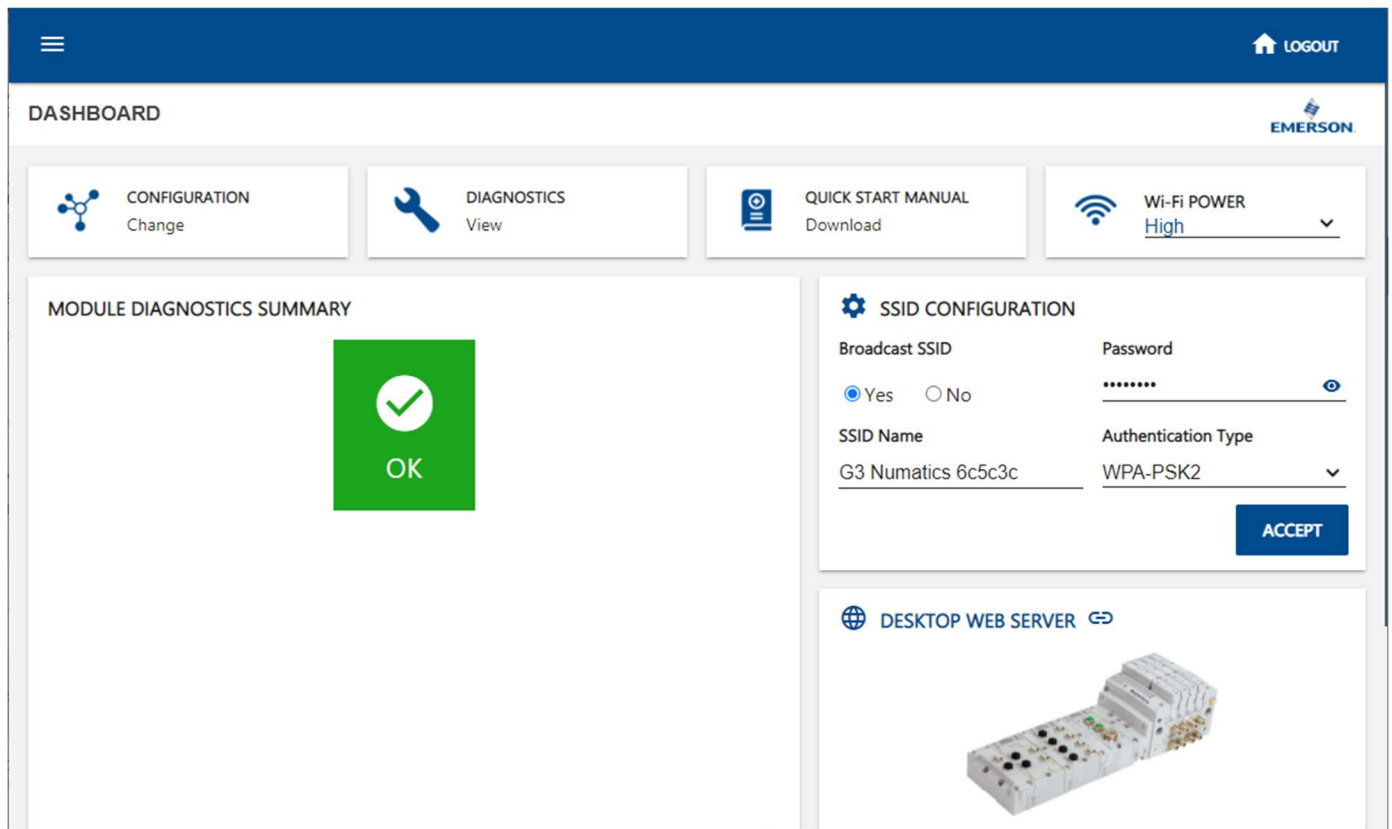 LOGOUT
DASHBOARD
EMERSON
CONFIGURATION
Change
DIAGNOSTICS
View
QUICK START MANUAL
Download
Wi-Fi POWER
High
MODULE DIAGNOSTICS SUMMARY
OK
SSID CONFIGURATION
Broadcast SSID
Password
Yes No
••••••••
SSID Name
Authentication Type
G3 Numatics 6c5c3c
WPA-PSK2
ACCEPT
DESKTOP WEB SERVER